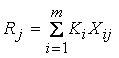 R_j = \sum_{i=1}^{m} K_i X_{ij}